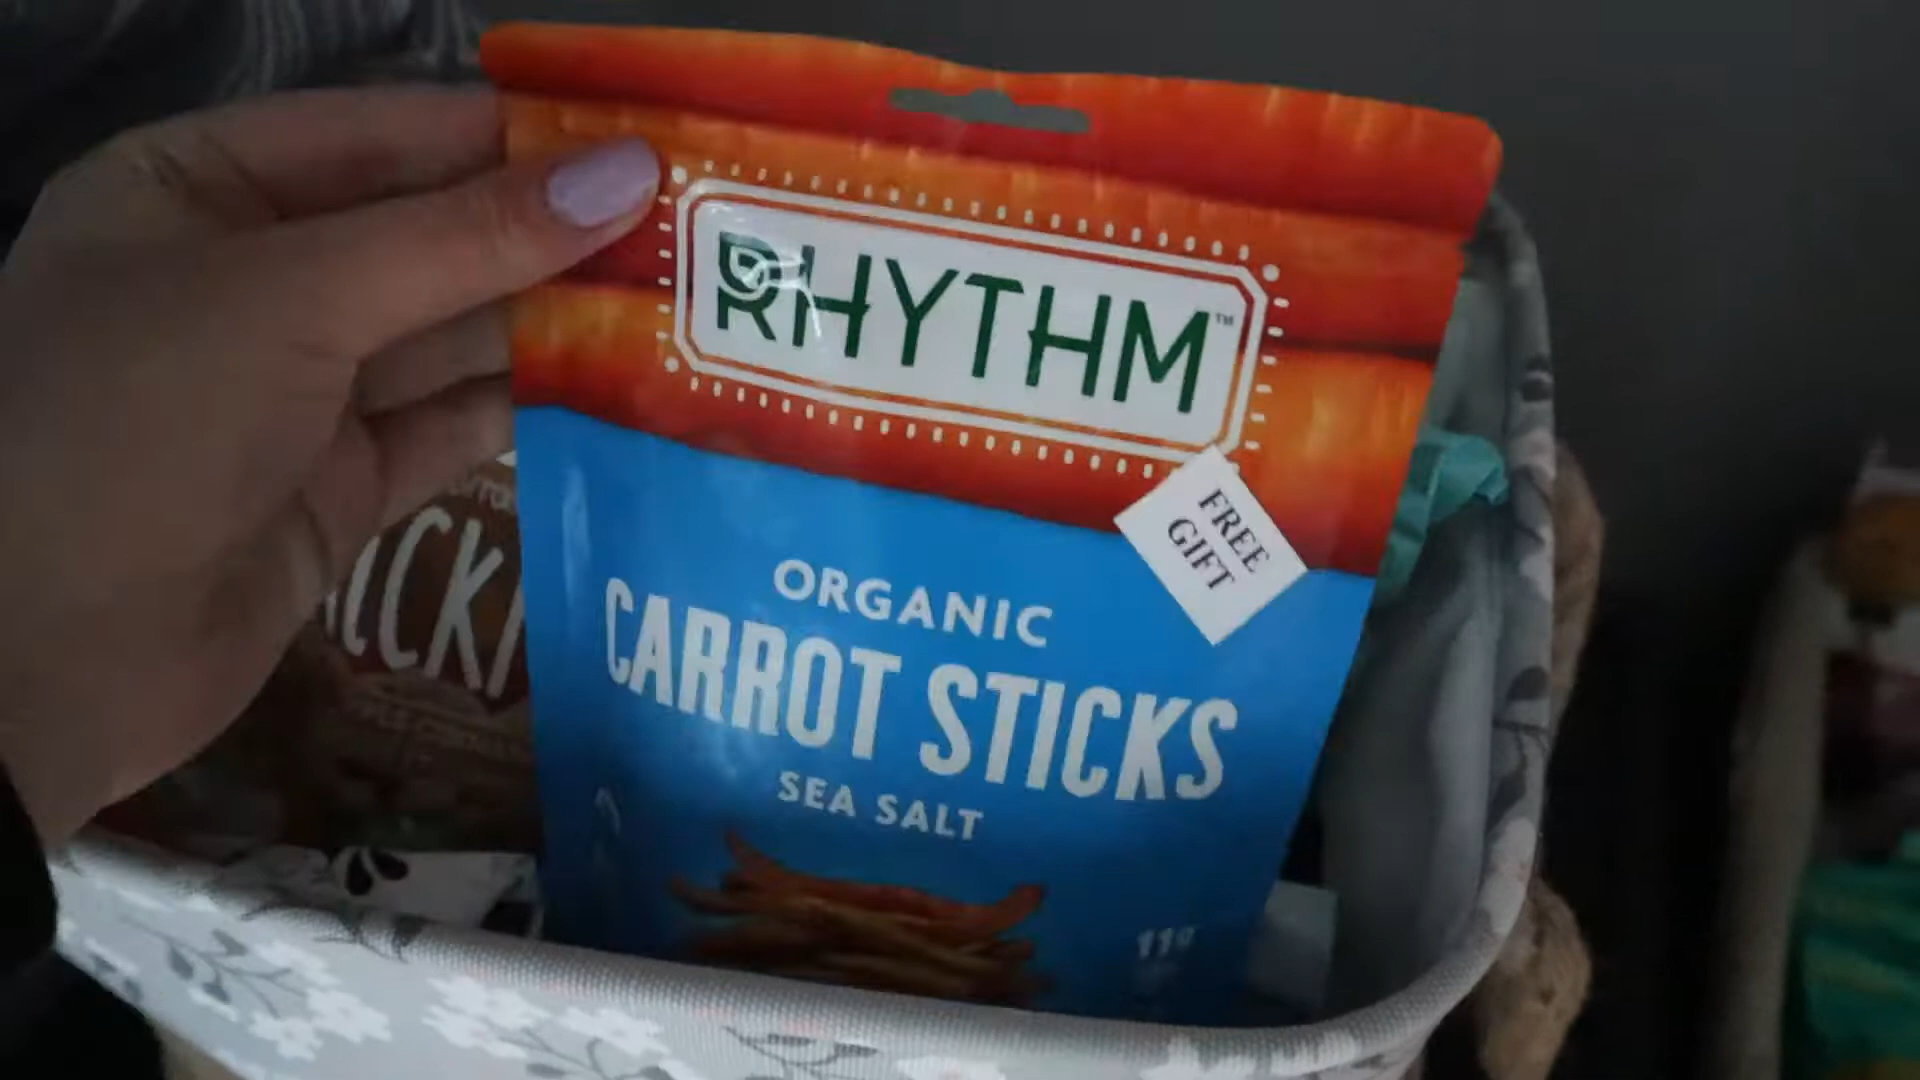 RHYTHM™
FREE
GIFT
ORGANIC
CARROT STICKS
SEA SALT